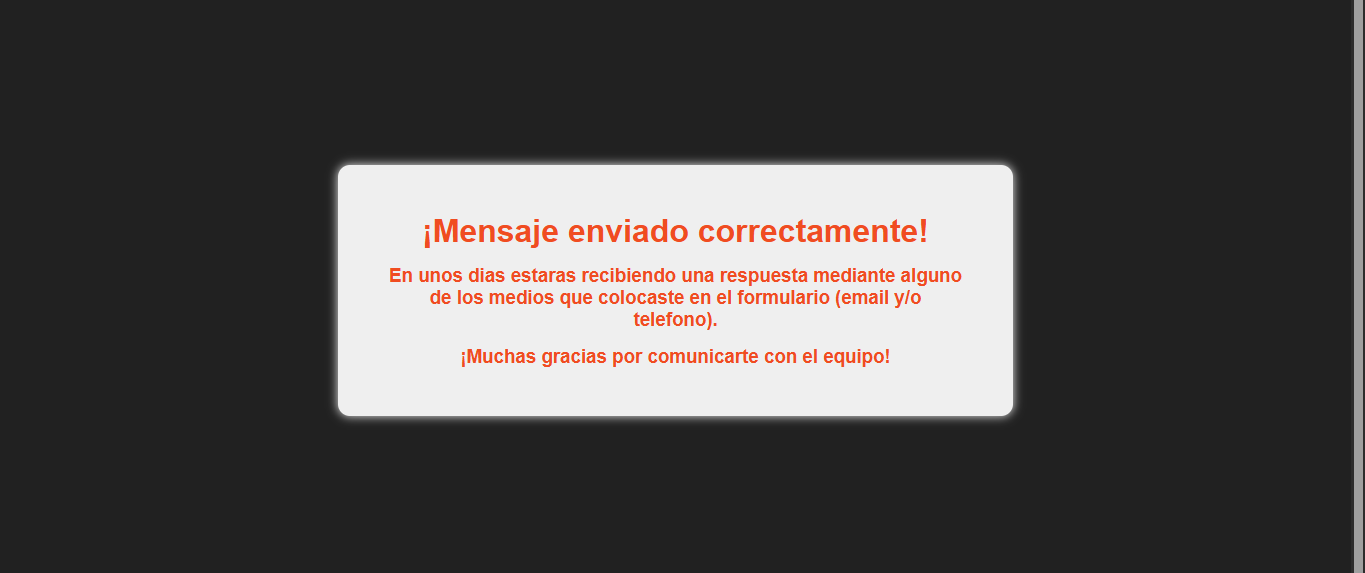 ¡Mensaje enviado correctamente!
En unos dias estaras recibiendo una respuesta mediante alguno
de los medios que colocaste en el formulario (email y/o
telefono).
¡Muchas gracias por comunicarte con el equipo!